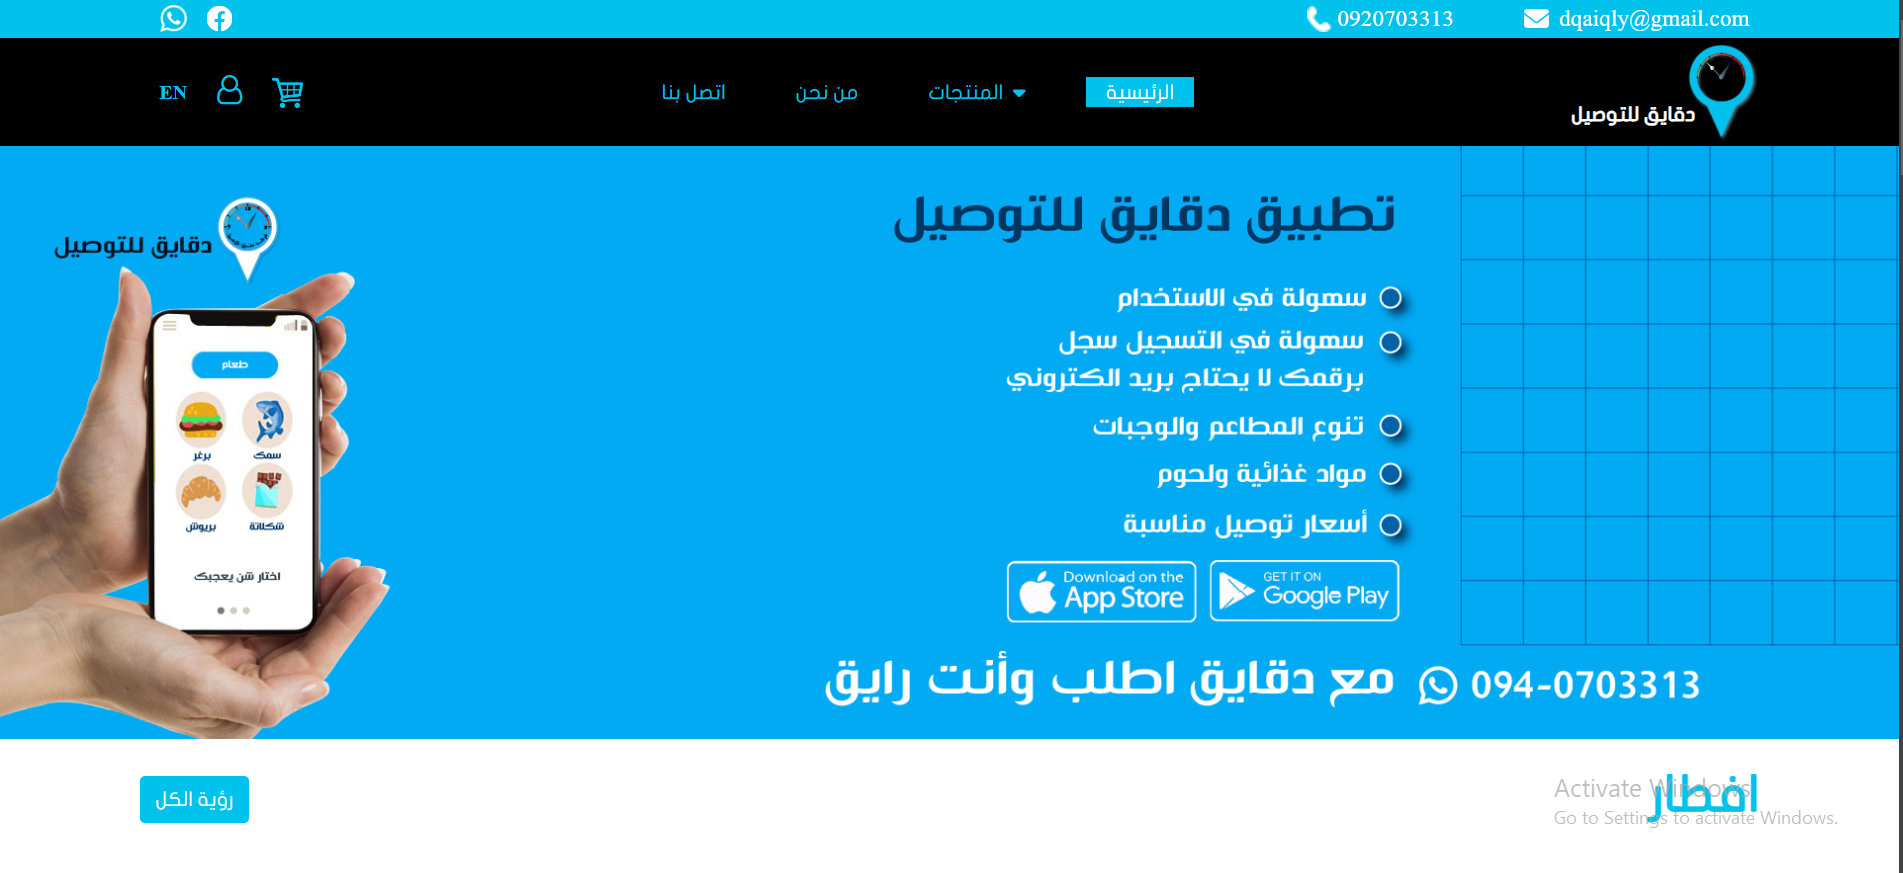 dqaiqly@gmail.com
0920703313
دقايق للتوصيل
الرئيسية
المنتجات
من نحن
اتصل بنا
EN
تطبيق دقايق للتوصيل
سهولة في الاستخدام
سهولة في التسجيل سجل
برقمك لا يحتاج بريد الكتروني
تنوع المطاعم والوجبات
مواد غذائية ولحوم
أسعار توصيل مناسبة
GET IT ON
Google Play
Download on the
App Store
094-0703313
مع دقايق اطلب وأنت رايق
دقايق للتوصيل
طعام
سمك
برغر
شكلاتة
بريوش
اختار شن يعجبك
افطار
رؤية الكل
Activate Windows
Go to Settings to activate Windows.